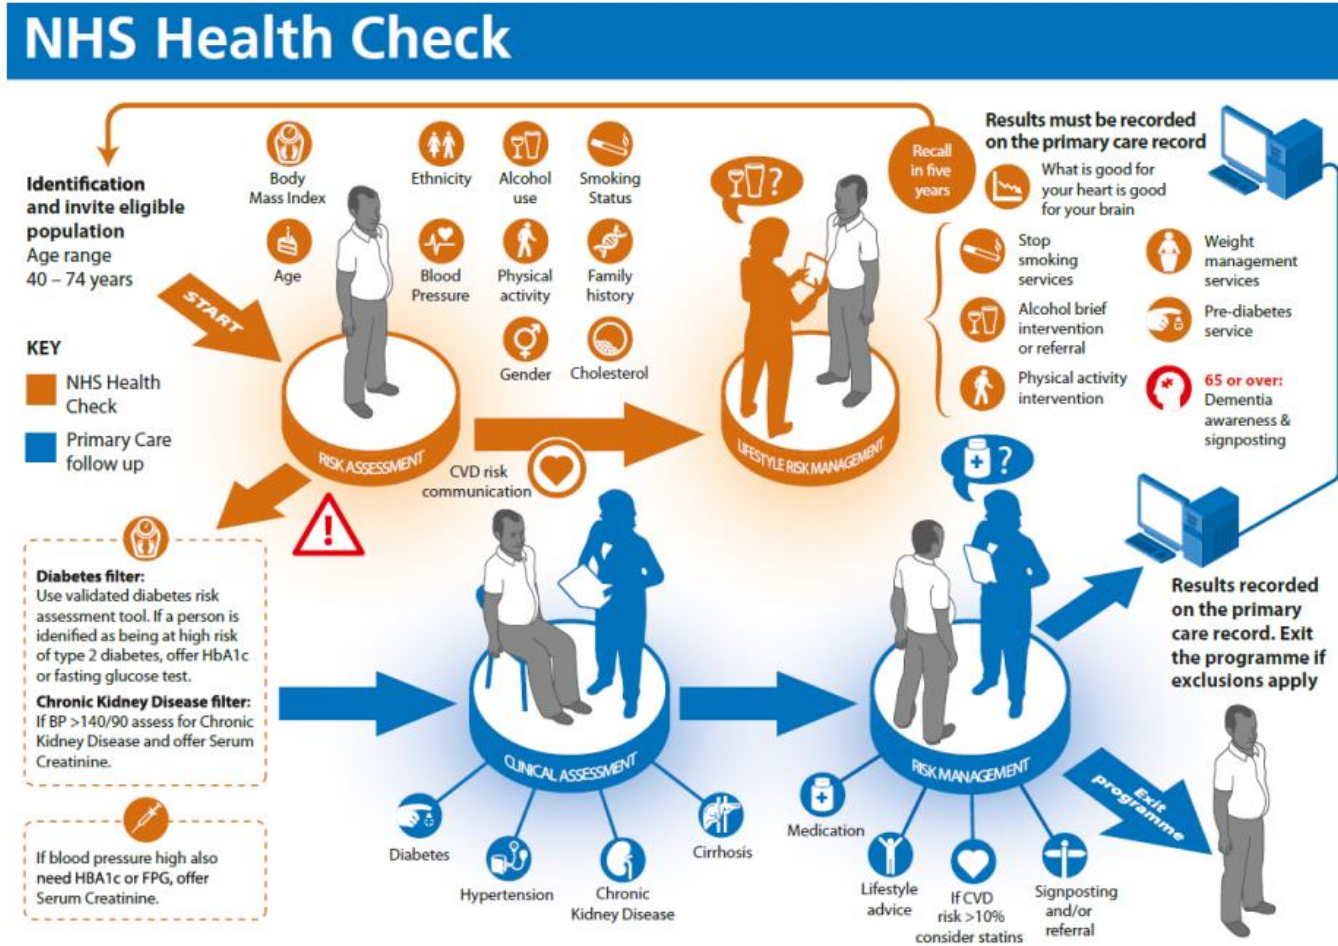 NHS Health Check
Identification
and invite eligible
population
Age range
40 – 74 years
START
KEY
NHS Health
Check
Primary Care
follow up
Body
Mass Index
Ethnicity
Alcohol
use
Smoking
Status
Age
Blood
Pressure
Physical
activity
Family
history
Gender
Cholesterol
RISK ASSESSMENT
CVD risk
communication
!
?
LIFESTYLE RISK MANAGEMENT
Recall
in five
years
Results must be recorded
on the primary care record
What is good for
your heart is good
for your brain
Stop
smoking
services
Alcohol brief
intervention
or referral
Physical activity
intervention
Weight
management
services
Pre-diabetes
service
65 or over:
Dementia
awareness &
signposting
Diabetes filter:
Use validated diabetes risk
assessment tool. If a person is
idenified as being at high risk
of type 2 diabetes, offer HbA1c
or fasting glucose test.
Chronic Kidney Disease filter:
If BP >140/90 assess for Chronic
Kidney Disease and offer Serum
Creatinine.
If blood pressure high also
need HBA1c or FPG, offer
Serum Creatinine.
CLINICAL ASSESSMENT
Diabetes
Hypertension
Chronic
Kidney Disease
Cirrhosis
?
RISK MANAGEMENT
Medication
Lifestyle
advice
If CVD
risk >10%
consider statins
Signposting
and/or
referral
Results recorded
on the primary
care record. Exit
the programme if
exclusions apply
Exit
programme